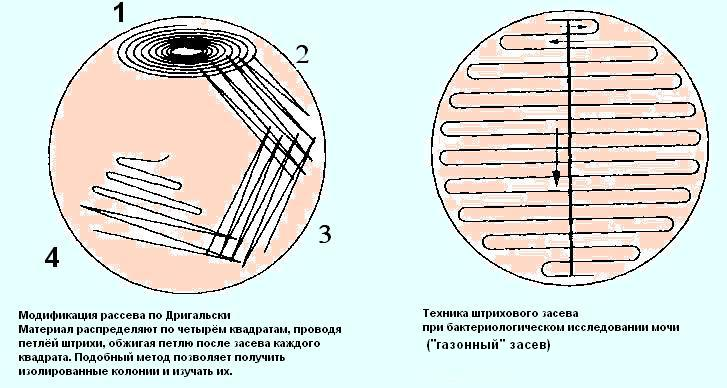 1
2
3
4
Модификация рассева по Дригальски
Материал распределяют по четырём квадратам, проводя
петлёй штрихи, обжигая петлю после засева каждого
квадрата. Подобный метод позволяет получить
изолированные колонии и изучать их.
Техника штрихового засева
при бактериологическом исследовании мочи
("газонный" засев)